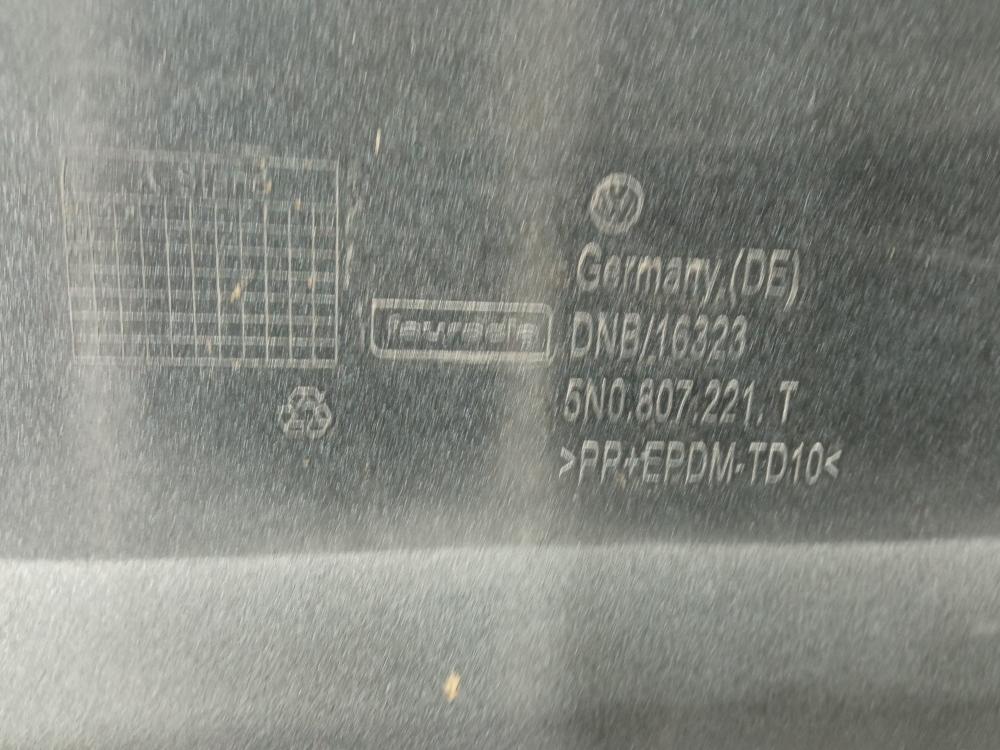 faurecia
Germany (DE)
DNB/16323
5N0.807.221.T
>PP+EPDM-TD10<